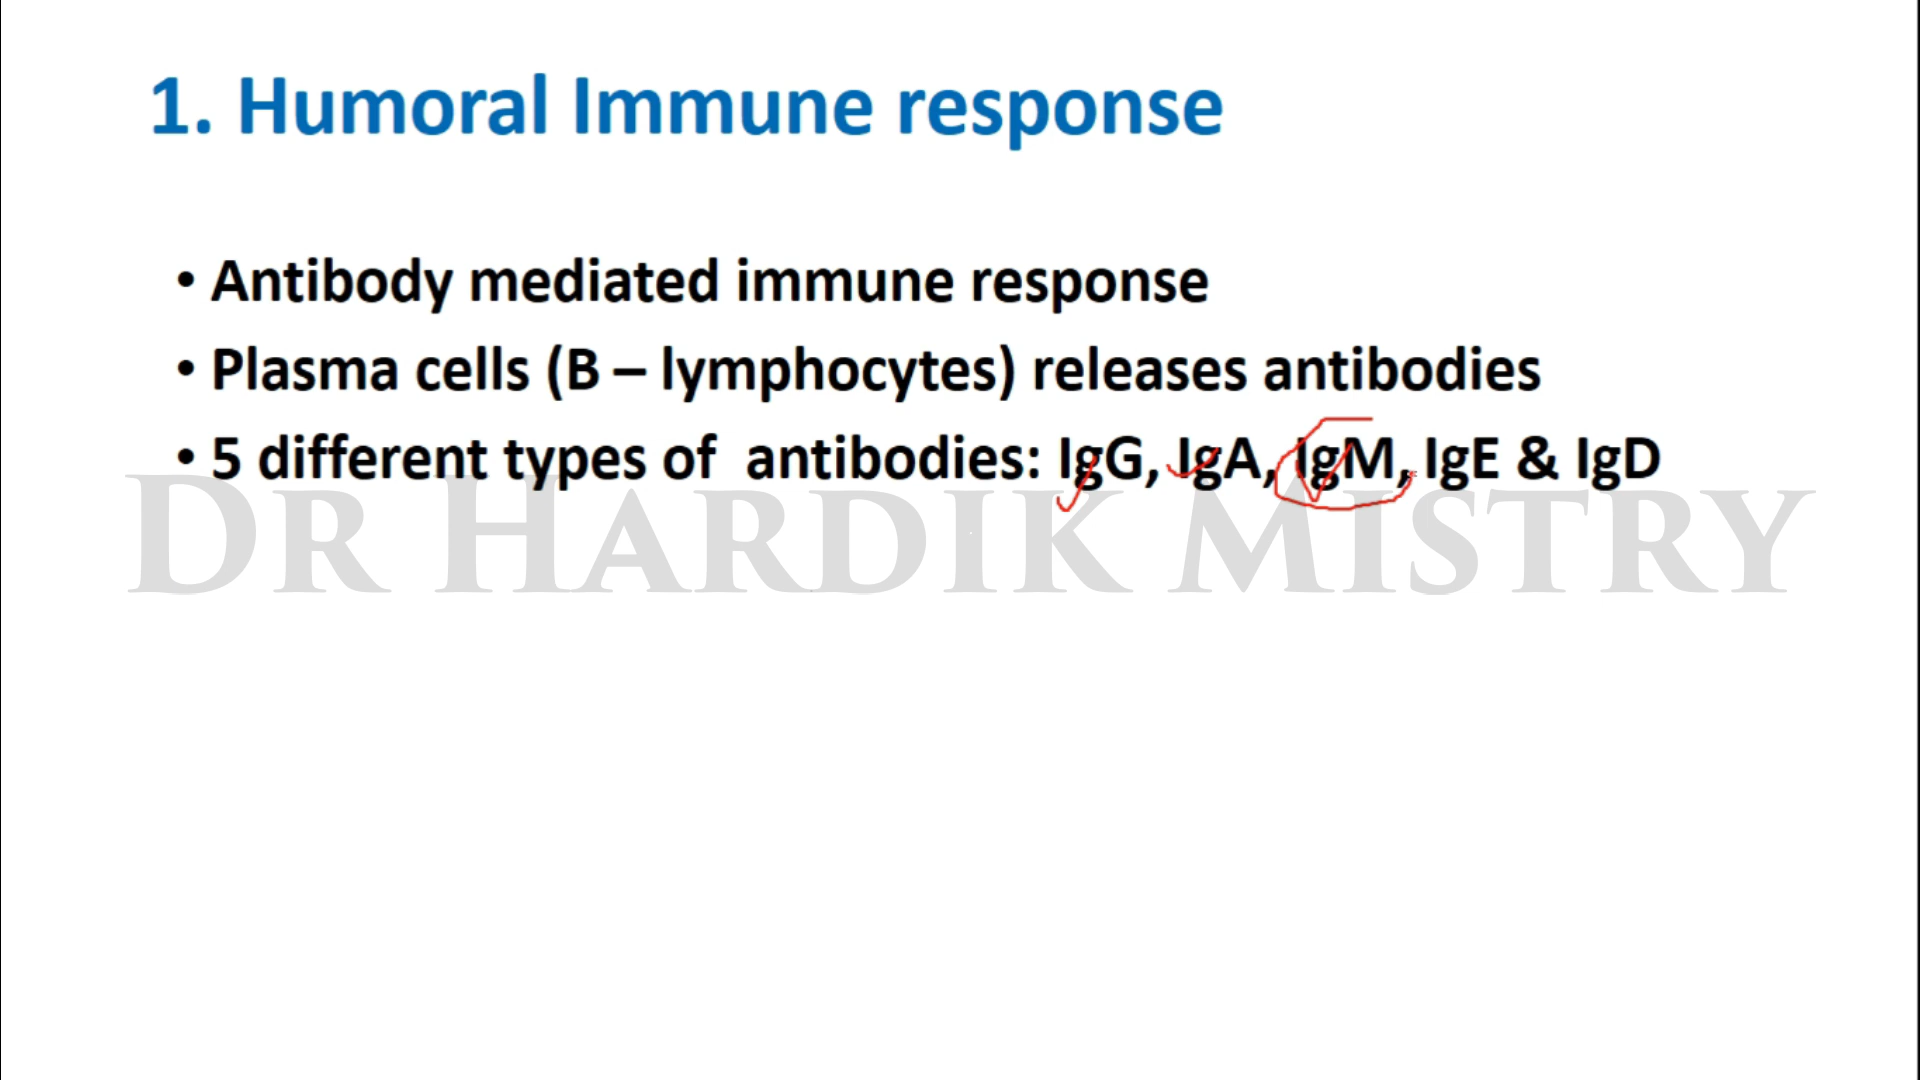 1. Humoral Immune response
• Antibody mediated immune response
• Plasma cells (B – lymphocytes) releases antibodies
• 5 different types of antibodies: IgG, IgA, IgM, IgE & IgD
DR HARDIK MISTRY